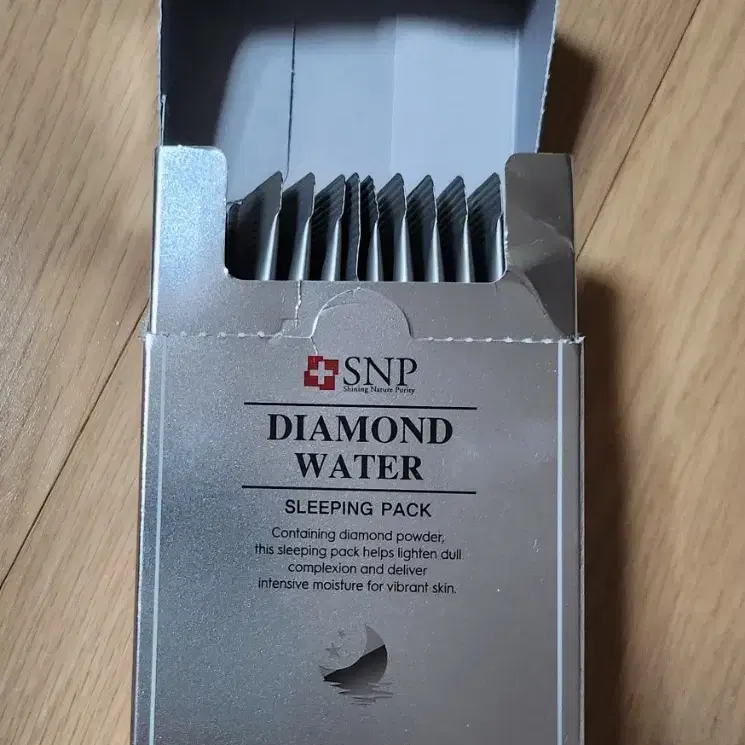 SNP
Shining Nature Purity
DIAMOND
WATER
SLEEPING PACK
Containing diamond powder,
this sleeping pack helps lighten dull
complexion and deliver
intensive moisture for vibrant skin.